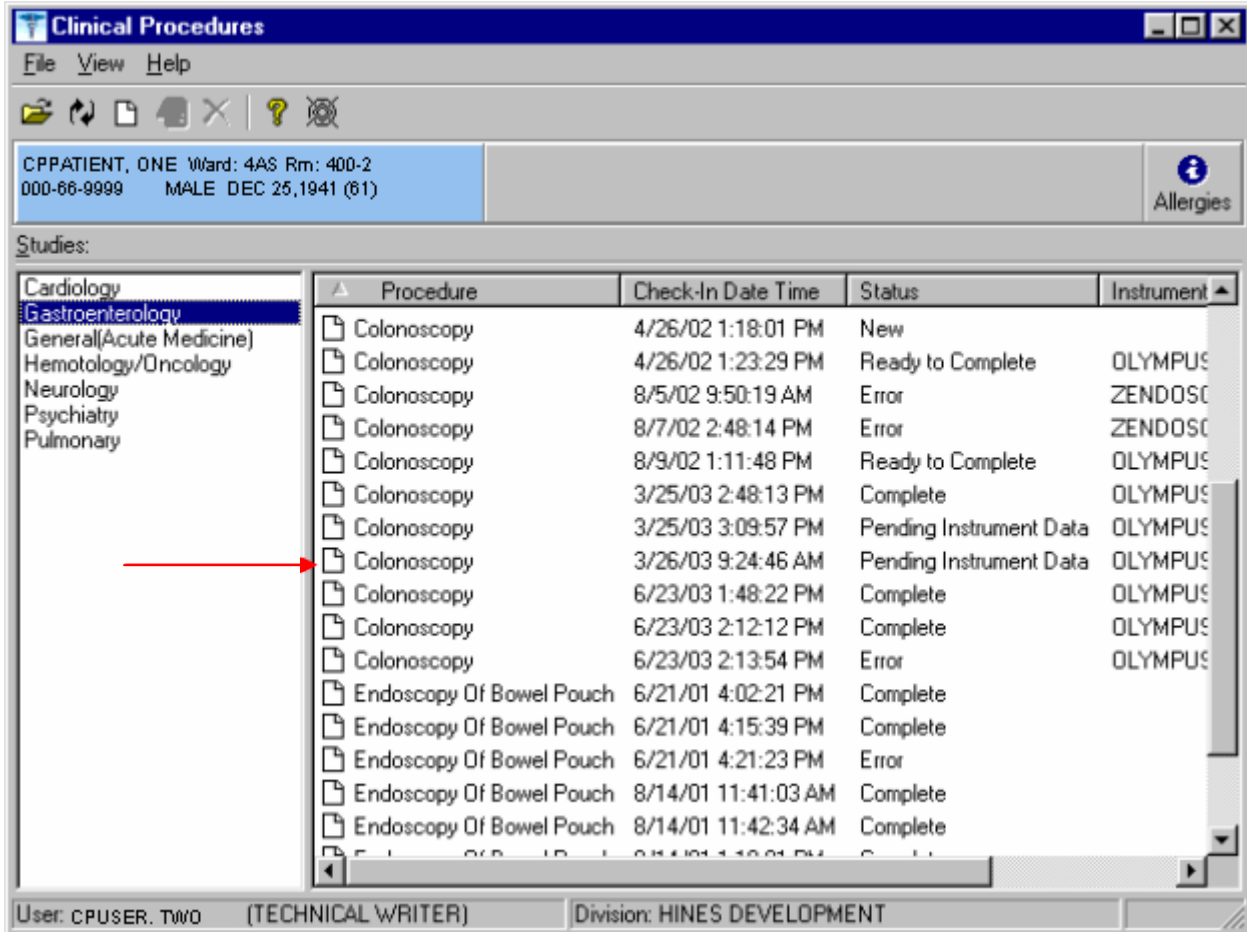 Clinical Procedures
File View Help
CPPATIENT, ONE Ward: 4AS Rm: 400-2
000-66-9999 MALE DEC 25,1941 (61)
Allergies
Studies:
Cardiology
Gastroenterology
General(Acute Medicine)
Hemotology/Oncology
Neurology
Psychiatry
Pulmonary
Procedure Check-In Date Time Status Instrument
Colonoscopy 4/26/02 1:18:01 PM New
Colonoscopy 4/26/02 1:23:29 PM Ready to Complete OLYMPUS
Colonoscopy 8/5/02 9:50:19 AM Error ZENDOSC
Colonoscopy 8/7/02 2:48:14 PM Error ZENDOSC
Colonoscopy 8/9/02 1:11:48 PM Ready to Complete OLYMPUS
Colonoscopy 3/25/03 2:48:13 PM Complete OLYMPUS
Colonoscopy 3/25/03 3:09:57 PM Pending Instrument Data OLYMPUS
Colonoscopy 3/26/03 9:24:46 AM Pending Instrument Data OLYMPUS
Colonoscopy 6/23/03 1:48:22 PM Complete OLYMPUS
Colonoscopy 6/23/03 2:12:12 PM Complete OLYMPUS
Colonoscopy 6/23/03 2:13:54 PM Error OLYMPUS
Endoscopy Of Bowel Pouch 6/21/01 4:02:21 PM Complete
Endoscopy Of Bowel Pouch 6/21/01 4:15:39 PM Complete
Endoscopy Of Bowel Pouch 6/21/01 4:21:23 PM Error
Endoscopy Of Bowel Pouch 8/14/01 11:41:03 AM Complete
Endoscopy Of Bowel Pouch 8/14/01 11:42:34 AM Complete
User: CPUSER, TWO (TECHNICAL WRITER) Division: HINES DEVELOPMENT